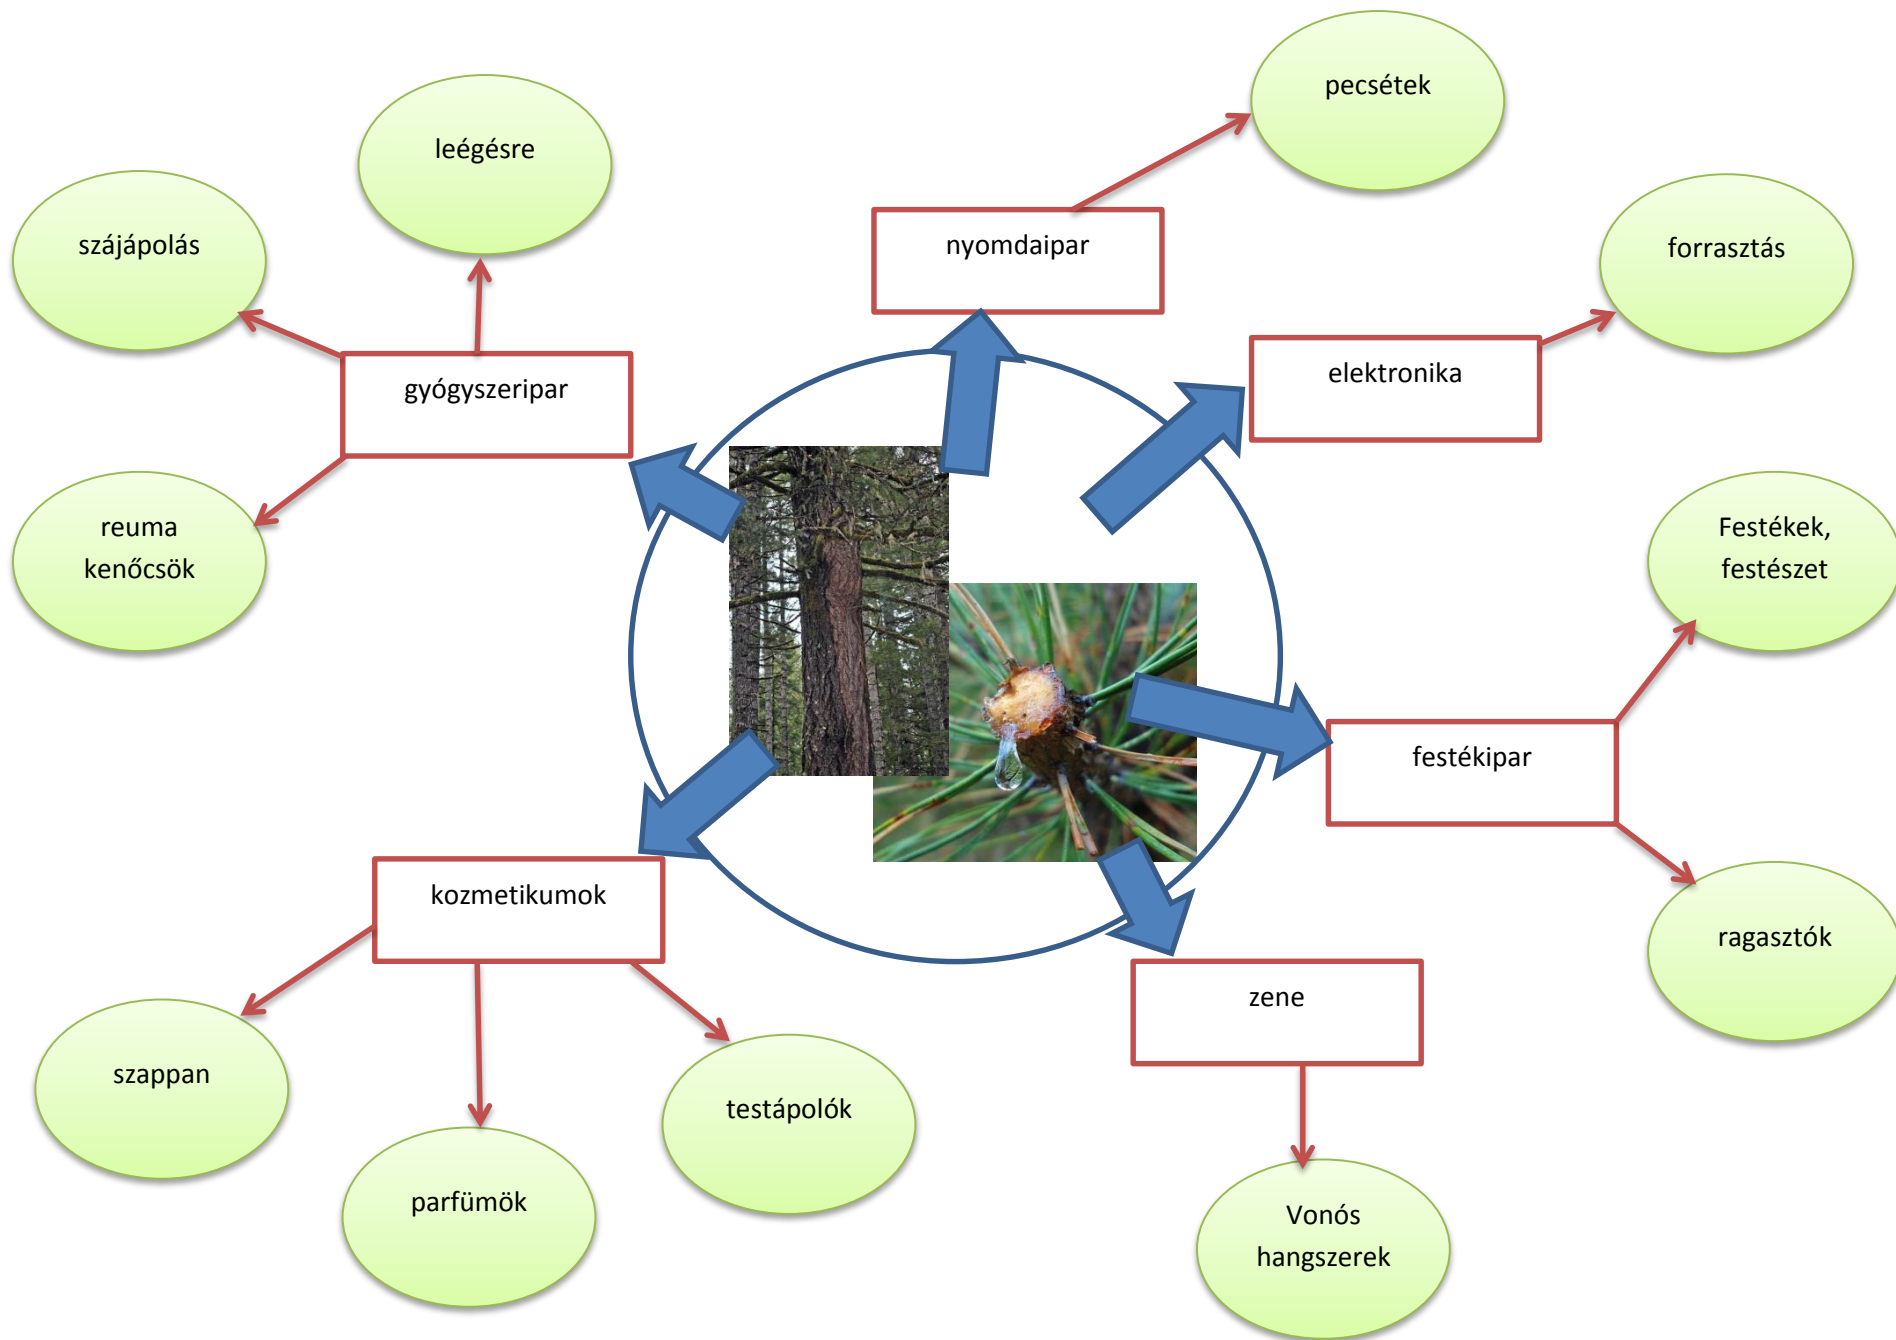 pecsétek
leégésre
szájápolás
nyomdaipar
forrasztás
elektronika
gyógyszeripar
reuma
kenőcsök
Festékek,
festészet
festékipar
kozmetikumok
ragasztók
zene
szappan
testápolók
parfümök
Vonós
hangszerek